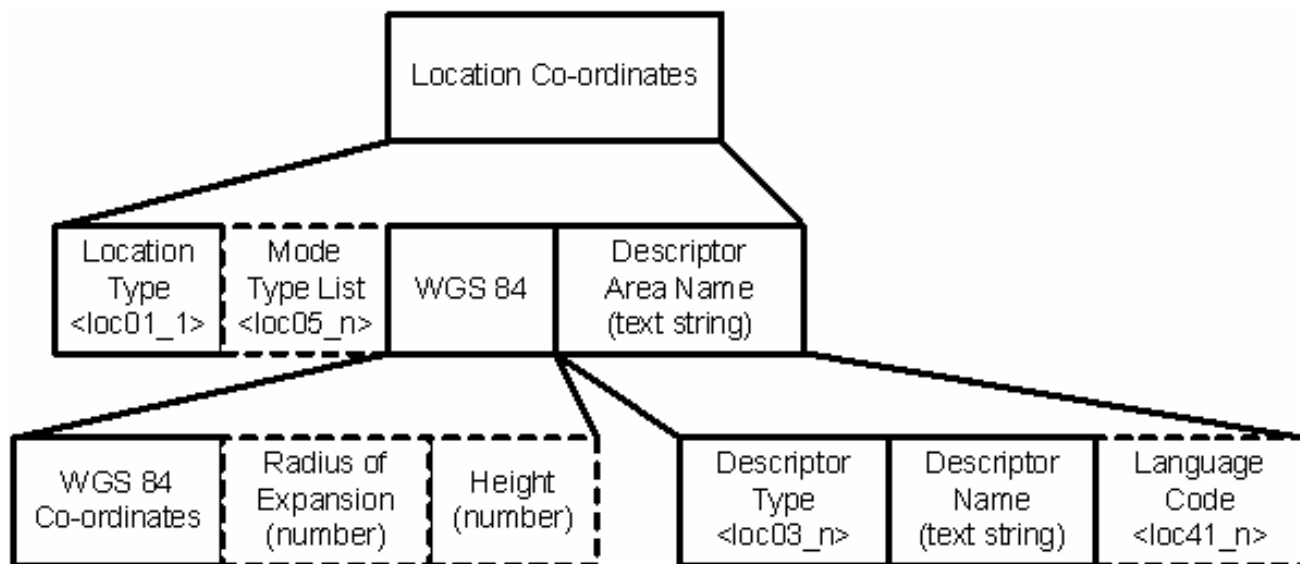 Location Co-ordinates
Location
Type
<loc01_1>
Mode
Type List
<loc05_n>
WGS 84
Descriptor
Area Name
(text string)
WGS 84
Co-ordinates
Radius of
Expansion
(number)
Height
(number)
Descriptor
Type
<loc03_n>
Descriptor
Name
(text string)
Language
Code
<loc41_n>